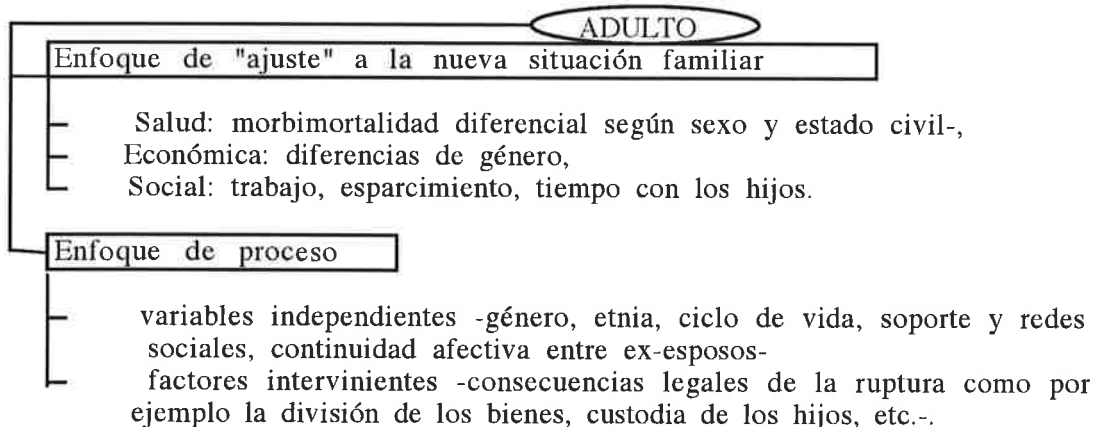 ADULTO
Enfoque de "ajuste" a la nueva situación familiar
Salud: morbimortalidad diferencial según sexo y estado civil-,
Económica: diferencias de género,
Social: trabajo, esparcimiento, tiempo con los hijos.
Enfoque de proceso
variables independientes -género, etnia, ciclo de vida, soporte y redes
sociales, continuidad afectiva entre ex-esposos-
factores intervinientes -consecuencias legales de la ruptura como por
ejemplo la división de los bienes, custodia de los hijos, etc.-.